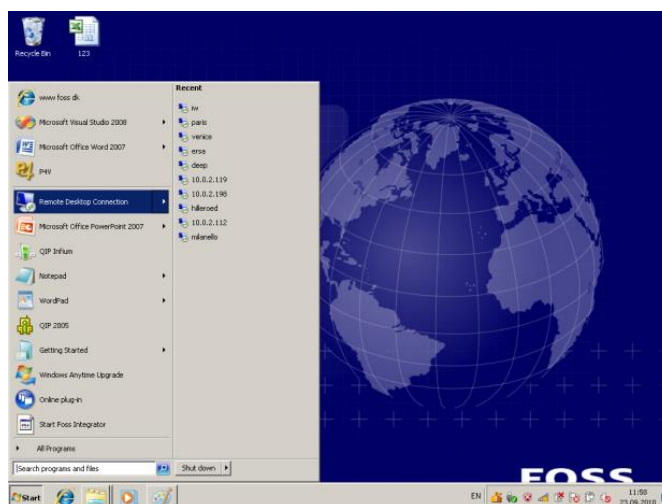 Recycle Bin
123
www foss dk
Microsoft Visual Studio 2008
Microsoft Office Word 2007
P4V
Remote Desktop Connection
Microsoft Office PowerPoint 2007
QIP Infium
Notepad
WordPad
QIP 2005
Getting Started
Windows Anytime Upgrade
Online plug-in
Start Foss Integrator
All Programs
Search programs and files
Recent
iw
paris
venice
ersa
deep
10.0.2.119
10.0.2.198
hilleroed
10.0.2.112
milanello
Shut down
FOSS
Start
EN
11:58
23.09.2010